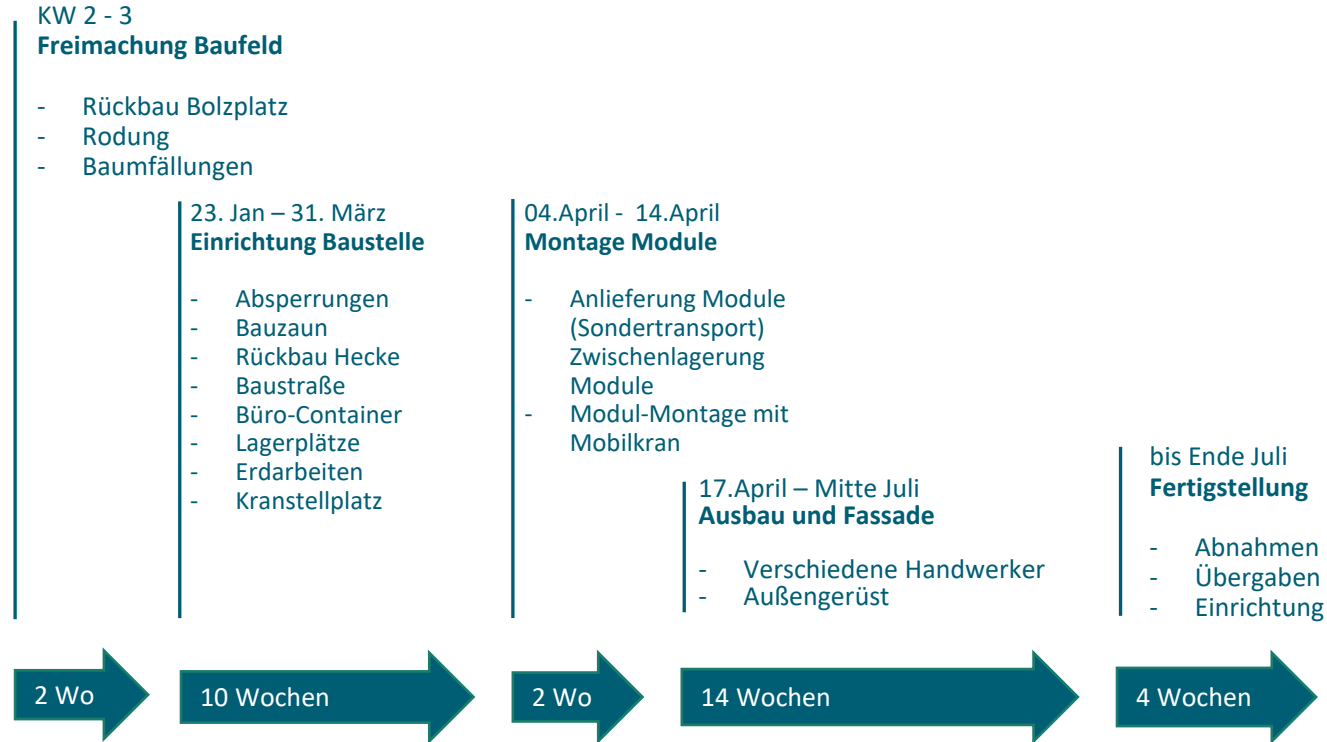 KW 2 - 3
Freimachung Baufeld
- Rückbau Bolzplatz
- Rodung
- Baumfällungen
23. Jan – 31. März
Einrichtung Baustelle
- Absperrungen
- Bauzaun
- Rückbau Hecke
- Baustraße
- Büro-Container
- Lagerplätze
- Erdarbeiten
- Kranstellplatz
04.April - 14.April
Montage Module
- Anlieferung Module
(Sondertransport)
Zwischenlagerung
Module
- Modul-Montage mit
Mobilkran
17.April – Mitte Juli
Ausbau und Fassade
- Verschiedene Handwerker
- Außengerüst
bis Ende Juli
Fertigstellung
- Abnahmen
- Übergaben
- Einrichtung
2 Wo
10 Wochen
2 Wo
14 Wochen
4 Wochen